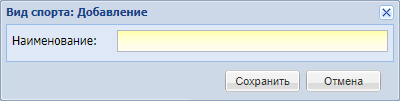 Вид спорта: Добавление
Наименование:
Сохранить Отмена